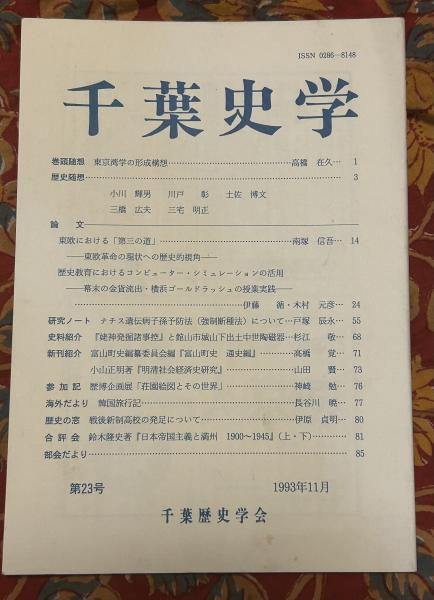 ISSN 0286-8148
千葉史学
巻頭随想 東京湾学の形成構想………高橋 在久… 1
歴史随想……… 3
小川 輝男 川戸 彰 土佐 博文
三橋 広夫 三宅 明正
論 文
東欧における「第三の道」………南塚 信吾… 14
――東欧革命の現状への歴史的視角――
歴史教育におけるコンピューター・シミュレーションの活用
――幕末の金貨流出・横浜ゴールドラッシュの授業実践――
………伊藤 循・木村 元彦… 24
研究ノート ナチス遺伝病子孫予防法(強制断種法)について…戸塚 辰永… 55
史料紹介 『姥神発掘諸事控』と館山市城山下出土中世陶磁器…杉江 敬… 68
新刊紹介 富山町史編纂委員会編『富山町史 通史編』………高橋 覚… 71
小山正明著『明清社会経済史研究』………山田 賢… 73
参加記 歴博企画展「荘園絵図とその世界」………神崎 勉… 76
海外だより 韓国旅行記………長谷川 暁… 77
歴史の窓 戦後新制高校の発足について………伊原 貞明… 80
合評会 鈴木隆史著『日本帝国主義と満州 1900〜1945』(上・下)………… 81
部会だより……… 85
第23号 1993年11月
千葉歴史学会